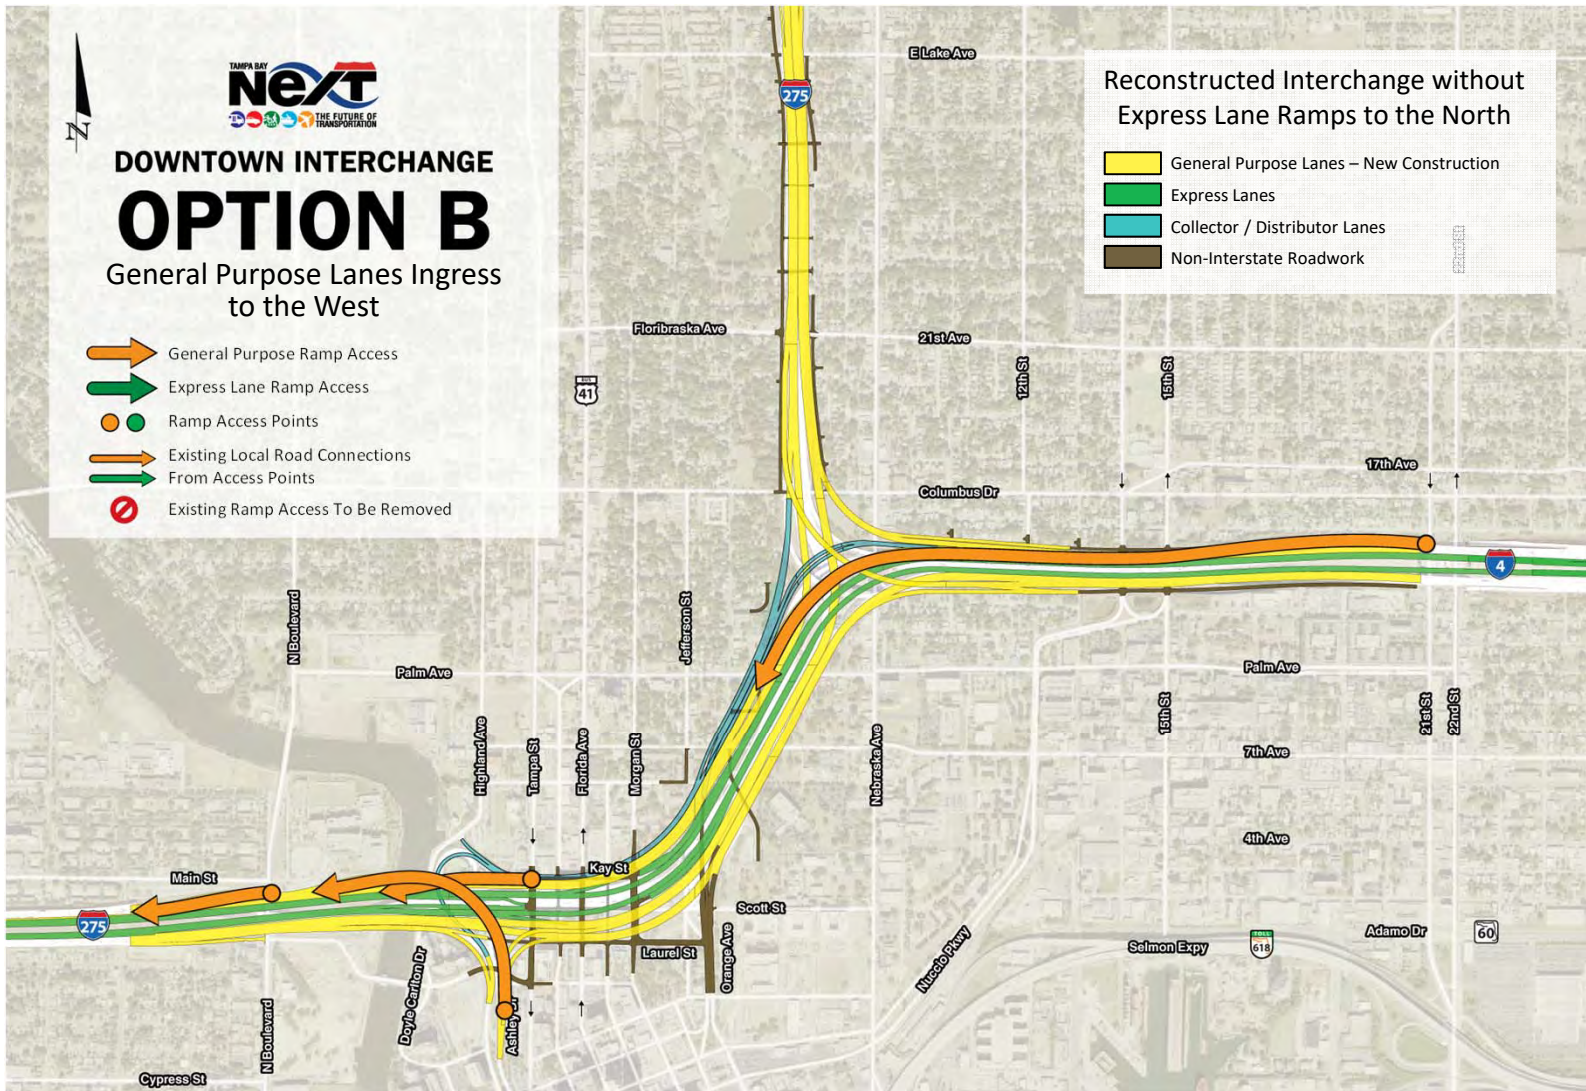 N
TAMPA BAY
NeXT
THE FUTURE OF
TRANSPORTATION
DOWNTOWN INTERCHANGE
OPTION B
General Purpose Lanes Ingress
to the West
General Purpose Ramp Access
Express Lane Ramp Access
Ramp Access Points
Existing Local Road Connections
From Access Points
Existing Ramp Access To Be Removed
Reconstructed Interchange without
Express Lane Ramps to the North
General Purpose Lanes – New Construction
Express Lanes
Collector / Distributor Lanes
Non-Interstate Roadwork
E Lake Ave
275
Floribraska Ave
21st Ave
12th St
15th St
BUS
41
17th Ave
Columbus Dr
4
N Boulevard
Jefferson St
Palm Ave
Palm Ave
Highland Ave
Tampa St
Florida Ave
Morgan St
Nebraska Ave
15th St
21st St
22nd St
7th Ave
4th Ave
Main St
Kay St
Scott St
275
Laurel St
Orange Ave
Nuccio Pkwy
Selmon Expy
TOLL
618
Adamo Dr
60
Doyle Carlton Dr
N Boulevard
Ashley Dr
Cypress St